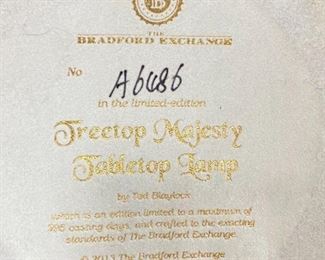 B
THE
BRADFORD EXCHANGE
No A6486
in the limited-edition
Treetop Majesty
Tabletop Lamp
by Ted Blaylock
which is an edition limited to a maximum of
295 casting days, and crafted to the exacting
standards of The Bradford Exchange.
© 2013 The Bradford Exchange